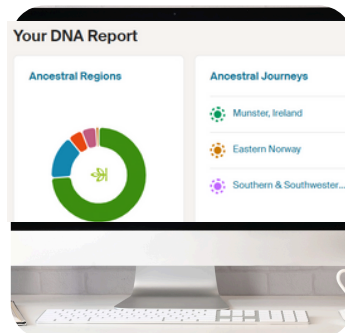 Your DNA Report
Ancestral Regions
Ancestral Journeys
Munster, Ireland
Eastern Norway
Southern & Southwester...